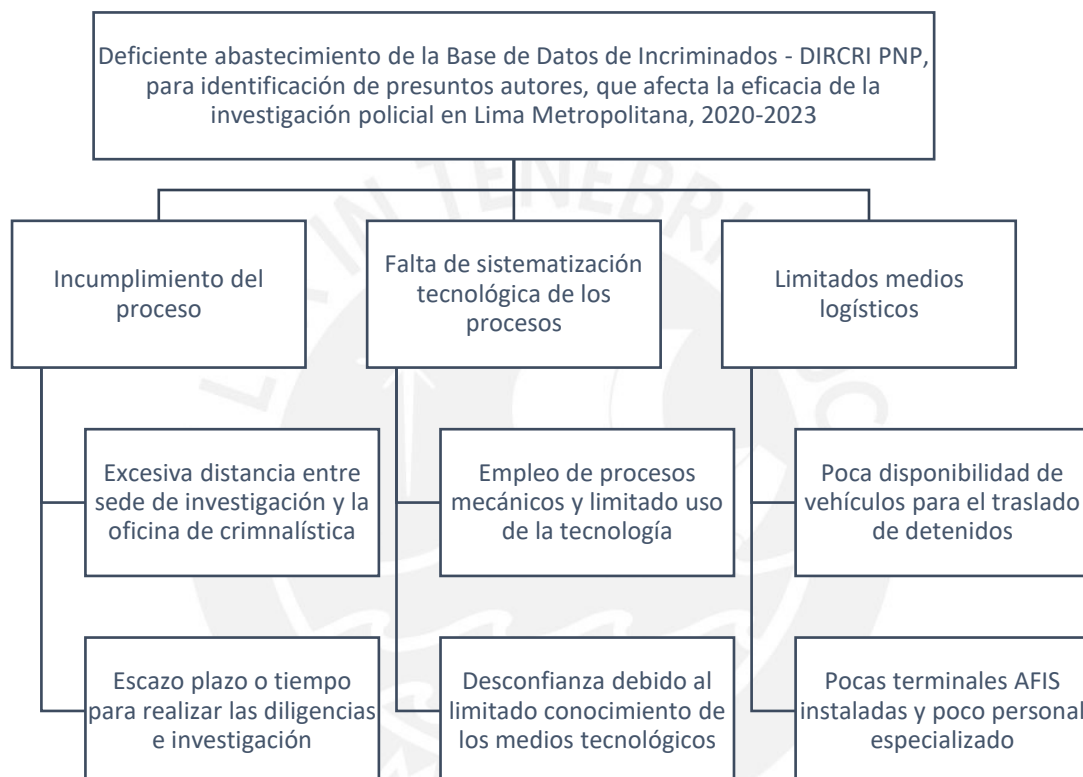 Deficiente abastecimiento de la Base de Datos de Incriminados - DIRCRI PNP,
para identificación de presuntos autores, que afecta la eficacia de la
investigación policial en Lima Metropolitana, 2020-2023
Incumplimiento del
proceso
Falta de sistematización
tecnológica de los
procesos
Limitados medios
logísticos
Excesiva distancia entre
sede de investigación y la
oficina de crimnalística
Empleo de procesos
mecánicos y limitado uso
de la tecnología
Poca disponibilidad de
vehículos para el traslado
de detenidos
Escazo plazo o tiempo
para realizar las diligencias
e investigación
Desconfianza debido al
limitado conocimiento de
los medios tecnológicos
Pocas terminales AFIS
instaladas y poco personal
especializado